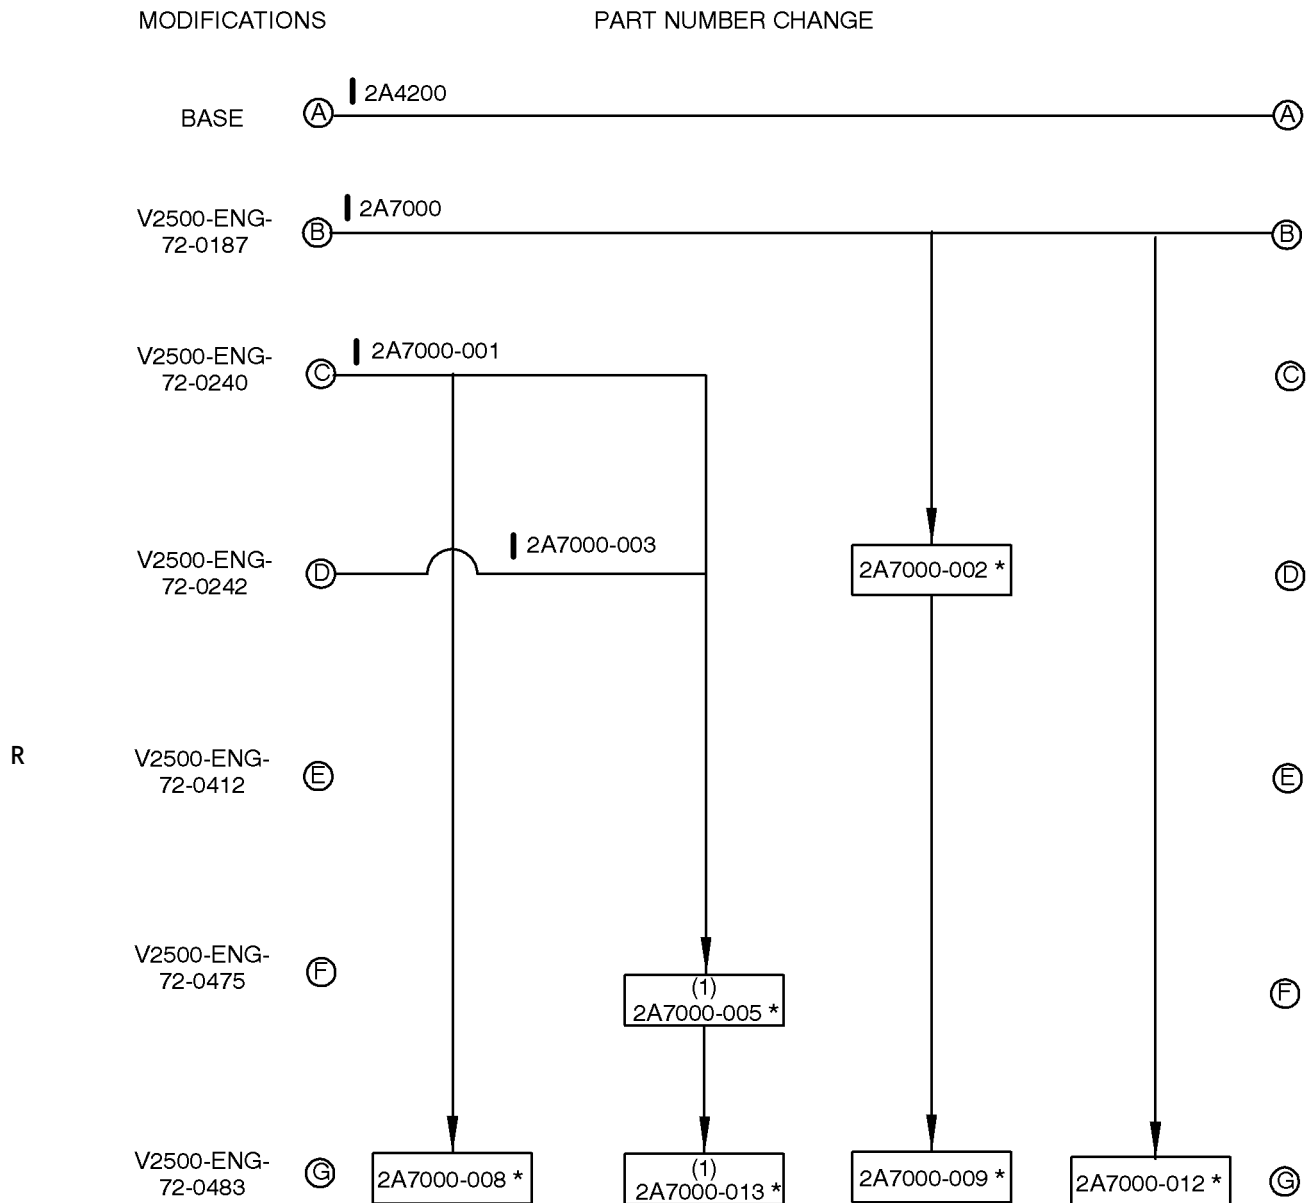 MODIFICATIONS PART NUMBER CHANGE
2A4200
BASE A A
2A7000
V2500-ENG-
72-0187 B B
2A7000-001
V2500-ENG-
72-0240 C C
2A7000-003
V2500-ENG-
72-0242 D 2A7000-002 * D
R
V2500-ENG-
72-0412 E E
V2500-ENG-
72-0475 F F
(1)
2A7000-005 *
V2500-ENG-
72-0483 G G
2A7000-008 *
(1)
2A7000-013 *
2A7000-009 *
2A7000-012 *